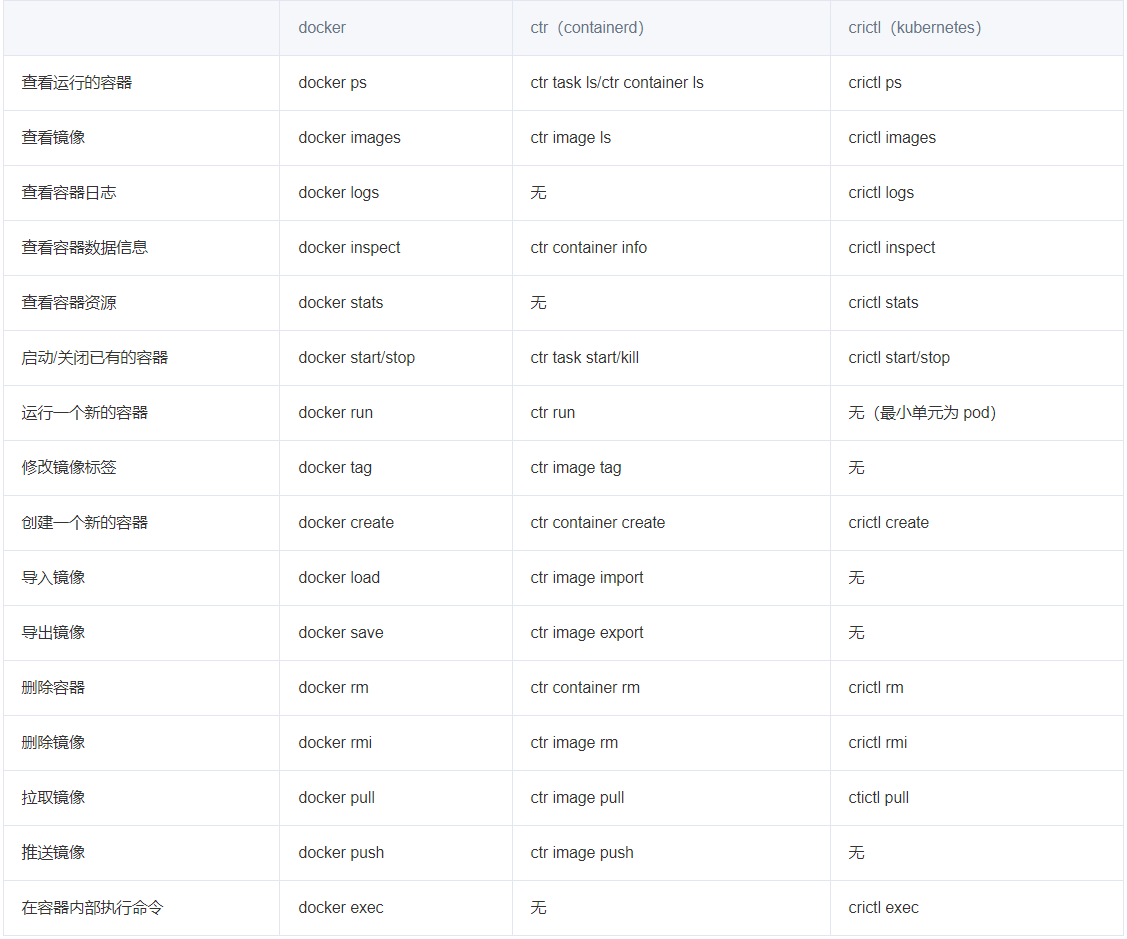 docker ctr（containerd） crictl（kubernetes）
查看运行的容器 docker ps ctr task ls/ctr container ls crictl ps
查看镜像 docker images ctr image ls crictl images
查看容器日志 docker logs 无 crictl logs
查看容器数据信息 docker inspect ctr container info crictl inspect
查看容器资源 docker stats 无 crictl stats
启动/关闭已有的容器 docker start/stop ctr task start/kill crictl start/stop
运行一个新的容器 docker run ctr run 无（最小单元为 pod）
修改镜像标签 docker tag ctr image tag 无
创建一个新的容器 docker create ctr container create crictl create
导入镜像 docker load ctr image import 无
导出镜像 docker save ctr image export 无
删除容器 docker rm ctr container rm crictl rm
删除镜像 docker rmi ctr image rm crictl rmi
拉取镜像 docker pull ctr image pull ctictl pull
推送镜像 docker push ctr image push 无
在容器内部执行命令 docker exec 无 crictl exec